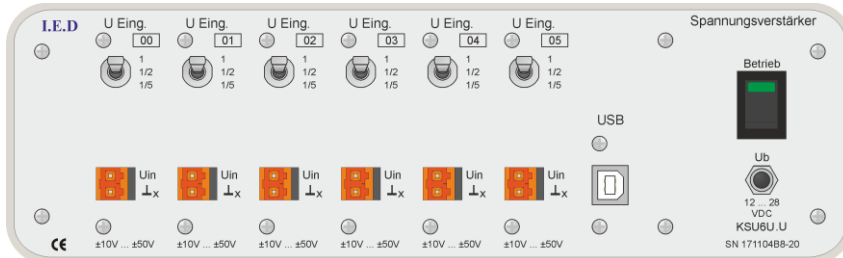 I.E.D
U Eing. U Eing. U Eing. U Eing. U Eing. U Eing.
Spannungsverstärker
00 01 02 03 04 05
1 1 1 1 1 1
1/2 1/2 1/2 1/2 1/2 1/2
1/5 1/5 1/5 1/5 1/5 1/5
Betrieb
USB
Ub
Uin Uin Uin Uin Uin Uin
⊥x ⊥x ⊥x ⊥x ⊥x ⊥x
12 ... 28
VDC
KSU6U.U
CE
±10V ... ±50V ±10V ... ±50V ±10V ... ±50V ±10V ... ±50V ±10V ... ±50V ±10V ... ±50V
SN 171104B8-20